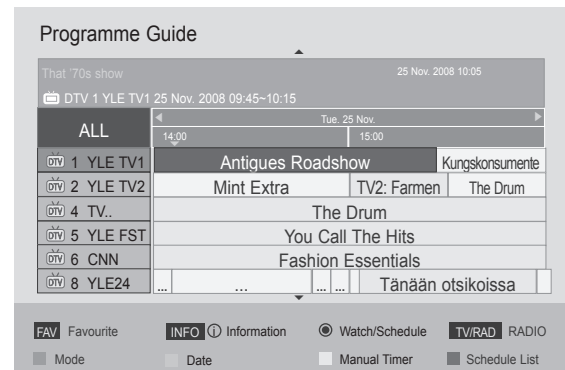 Programme Guide
That '70s show 25 Nov. 2008 10:05
DTV 1 YLE TV1 25 Nov. 2008 09:45~10:15
ALL
Tue. 25 Nov.
14:00 15:00
DTV 1 YLE TV1 Antigues Roadshow Kungskonsumente
DTV 2 YLE TV2 Mint Extra TV2: Farmen The Drum
DTV 4 TV.. The Drum
DTV 5 YLE FST You Call The Hits
DTV 6 CNN Fashion Essentials
DTV 8 YLE24 ... ... ... ... Tänään otsikoissa
FAV Favourite INFO i Information Watch/Schedule TV/RAD RADIO
Mode Date Manual Timer Schedule List